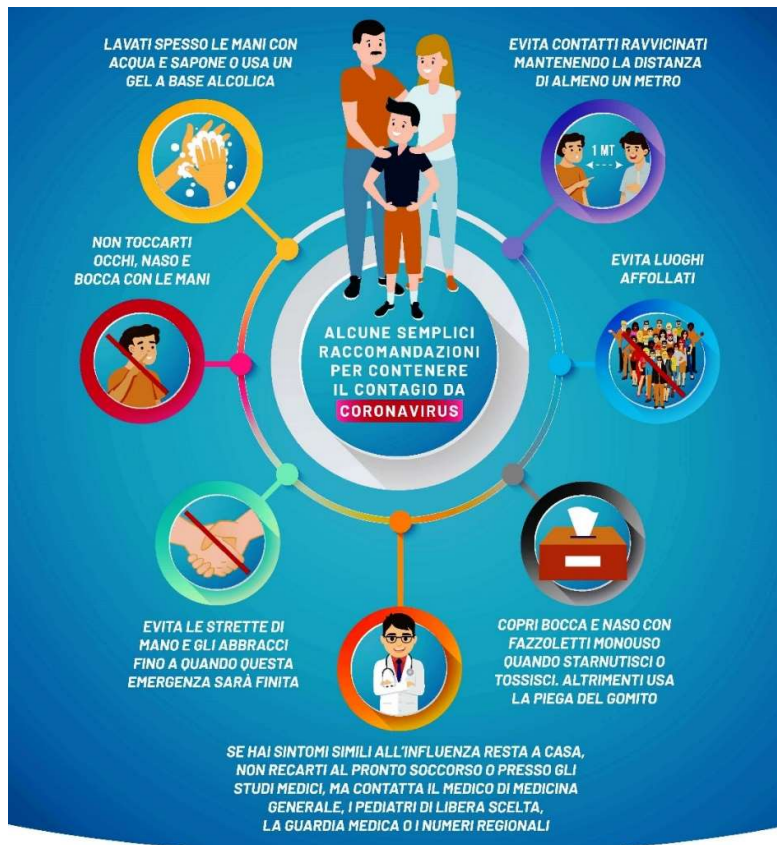 LAVATI SPESSO LE MANI CON
ACQUA E SAPONE O USA UN
GEL A BASE ALCOLICA
EVITA CONTATTI RAVVICINATI
MANTENENDO LA DISTANZA
DI ALMENO UN METRO
1 MT
NON TOCCARTI
OCCHI, NASO E
BOCCA CON LE MANI
EVITA LUOGHI
AFFOLLATI
ALCUNE SEMPLICI
RACCOMANDAZIONI
PER CONTENERE
IL CONTAGIO DA
CORONAVIRUS
EVITA LE STRETTE DI
MANO E GLI ABBRACCI
FINO A QUANDO QUESTA
EMERGENZA SARÀ FINITA
COPRI BOCCA E NASO CON
FAZZOLETTI MONOUSO
QUANDO STARNUTISCI O
TOSSISCI. ALTRIMENTI USA
LA PIEGA DEL GOMITO
SE HAI SINTOMI SIMILI ALL'INFLUENZA RESTA A CASA,
NON RECARTI AL PRONTO SOCCORSO O PRESSO GLI
STUDI MEDICI, MA CONTATTA IL MEDICO DI MEDICINA
GENERALE, I PEDIATRI DI LIBERA SCELTA,
LA GUARDIA MEDICA O I NUMERI REGIONALI